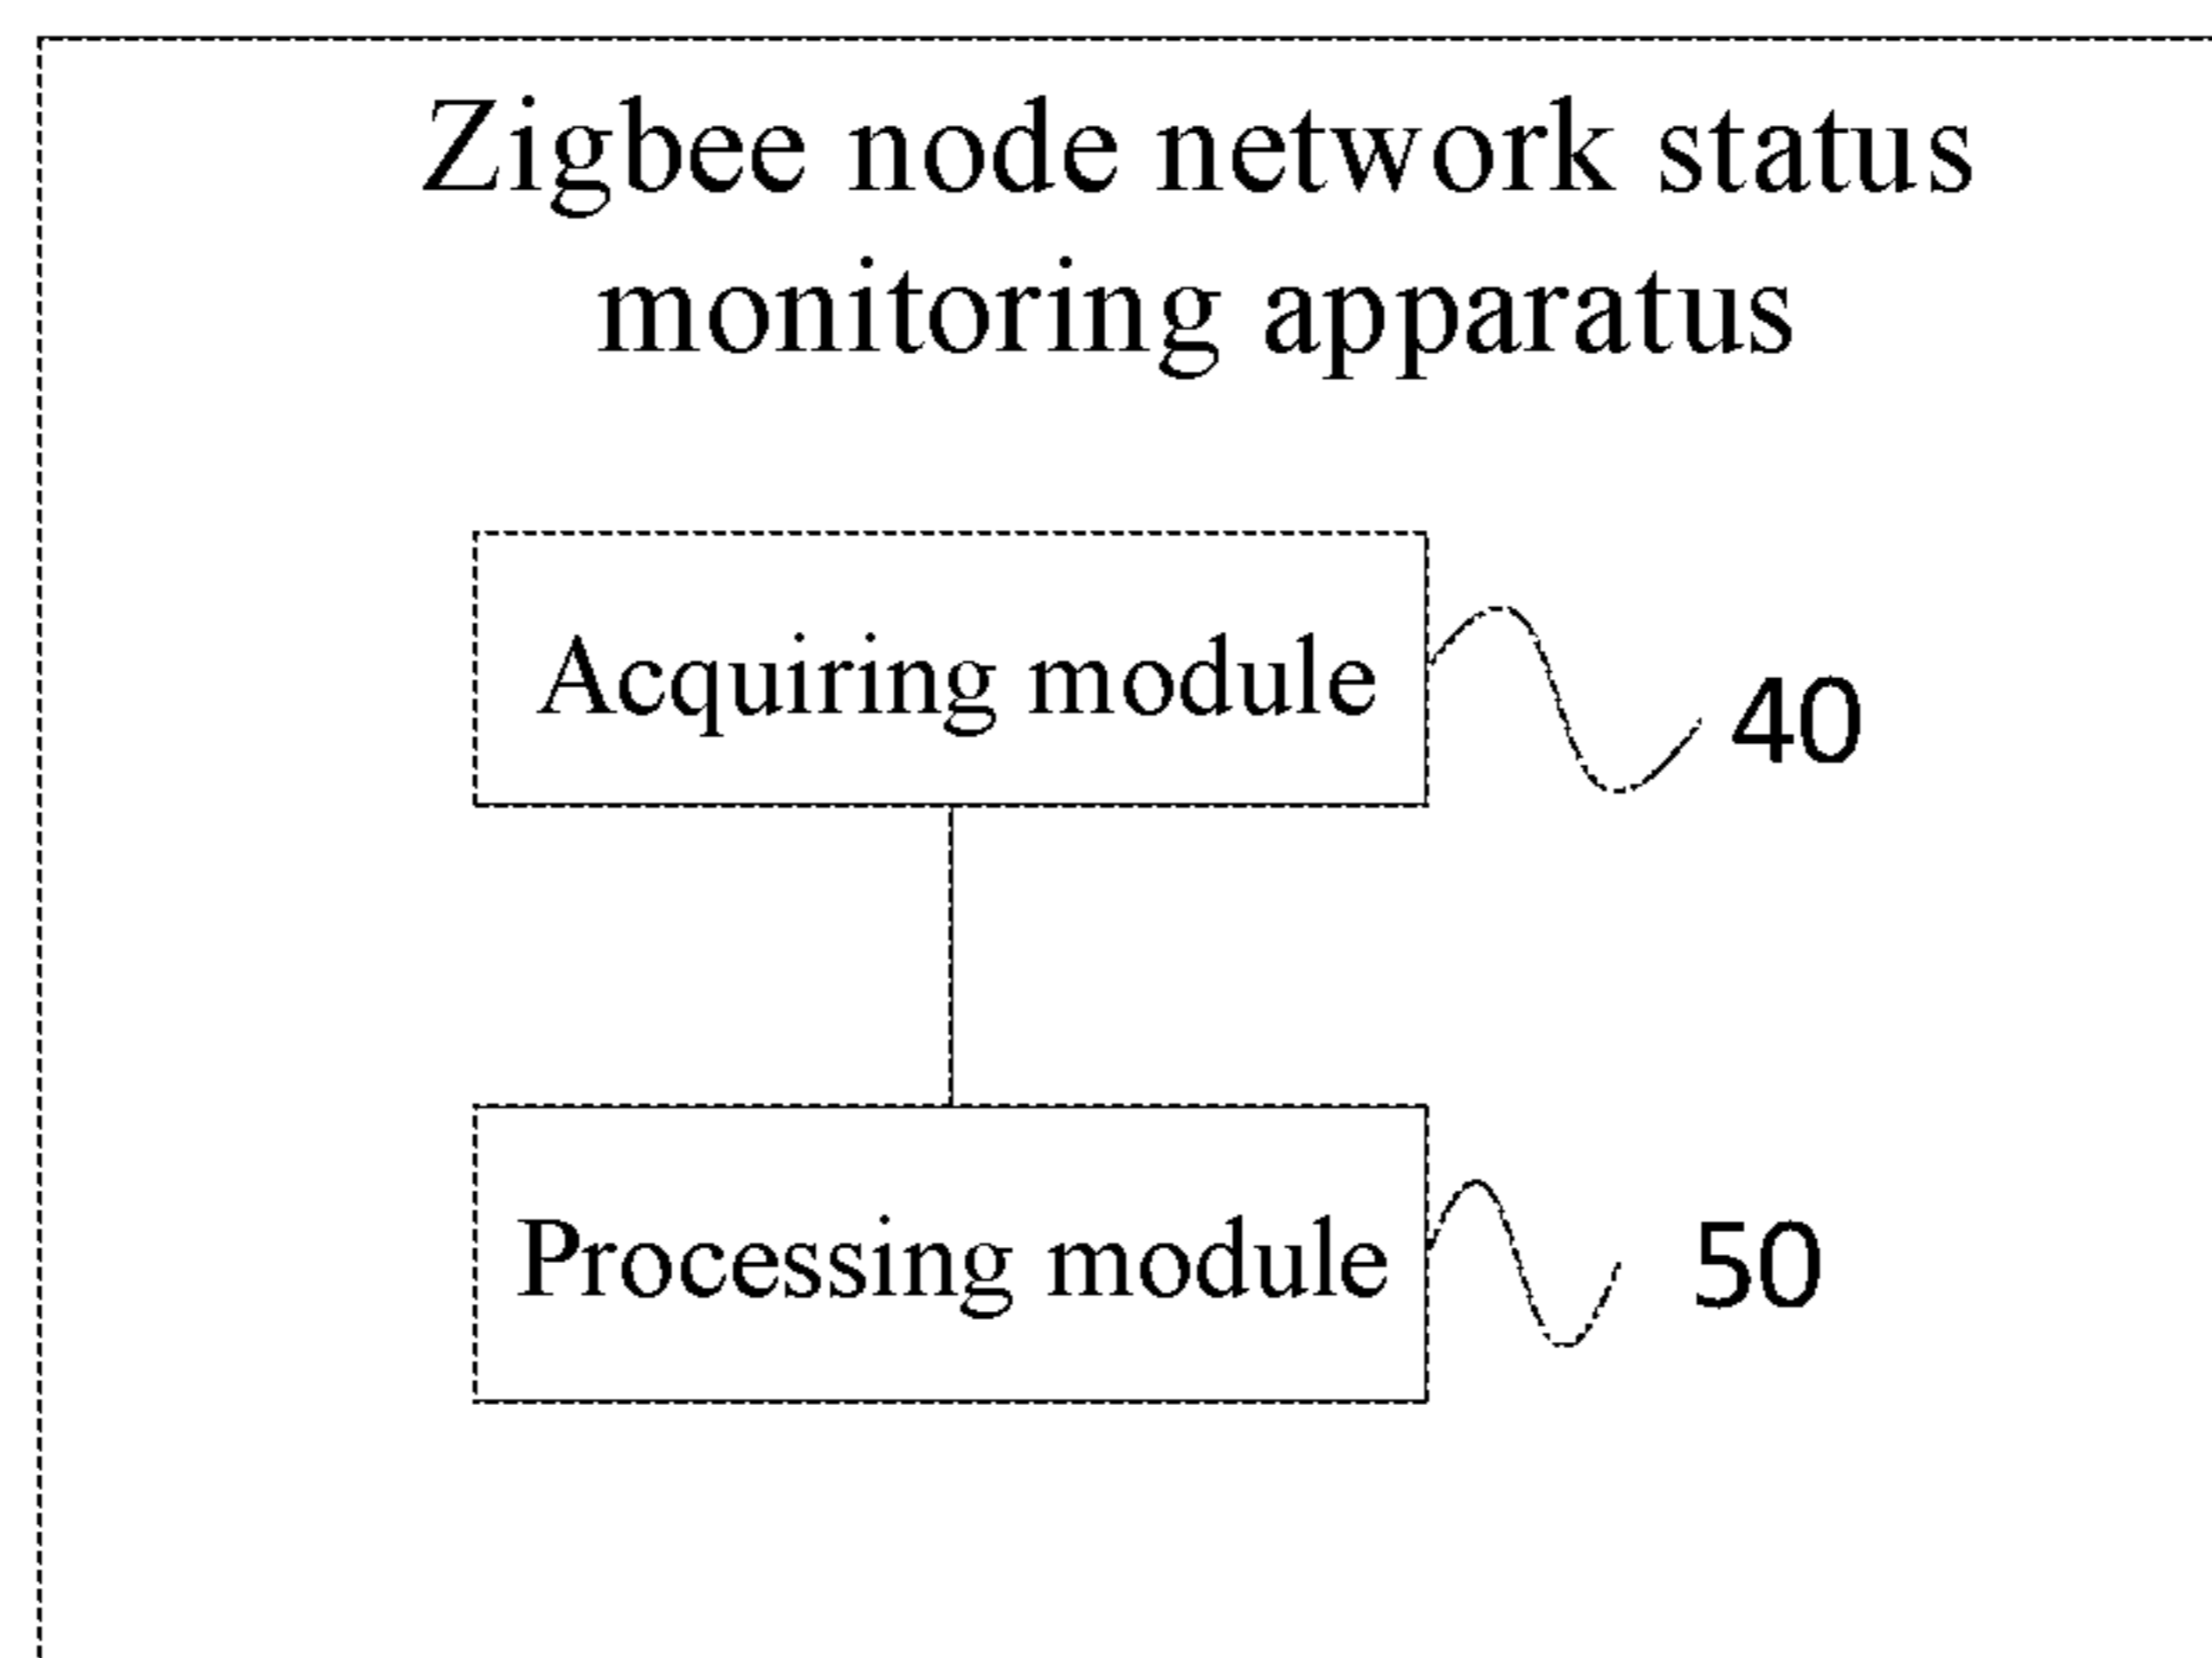 Zigbee node network status
monitoring apparatus
Acquiring module
40
Processing module
50